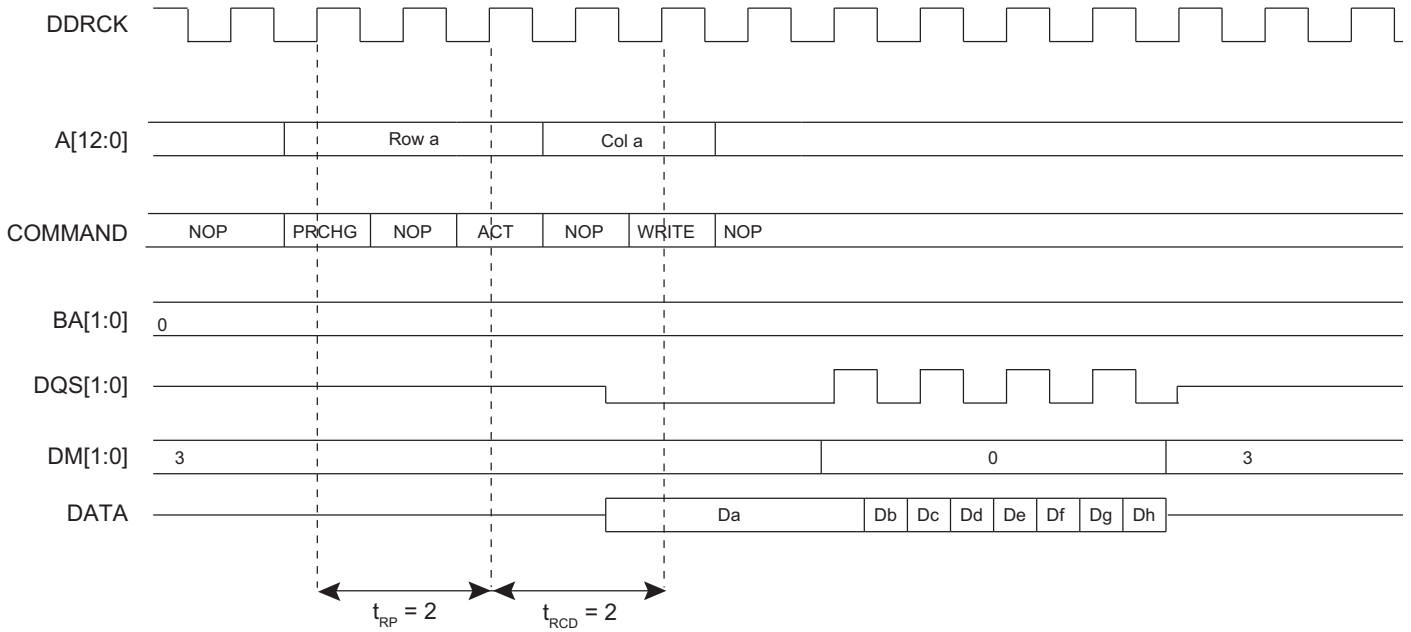 DDRCK
A[12:0] Row a Col a
COMMAND NOP PRCHG NOP ACT NOP WRITE NOP
BA[1:0] 0
DQS[1:0]
DM[1:0] 3 0 3
DATA Da Db Dc Dd De Df Dg Dh
tRP = 2 tRCD = 2